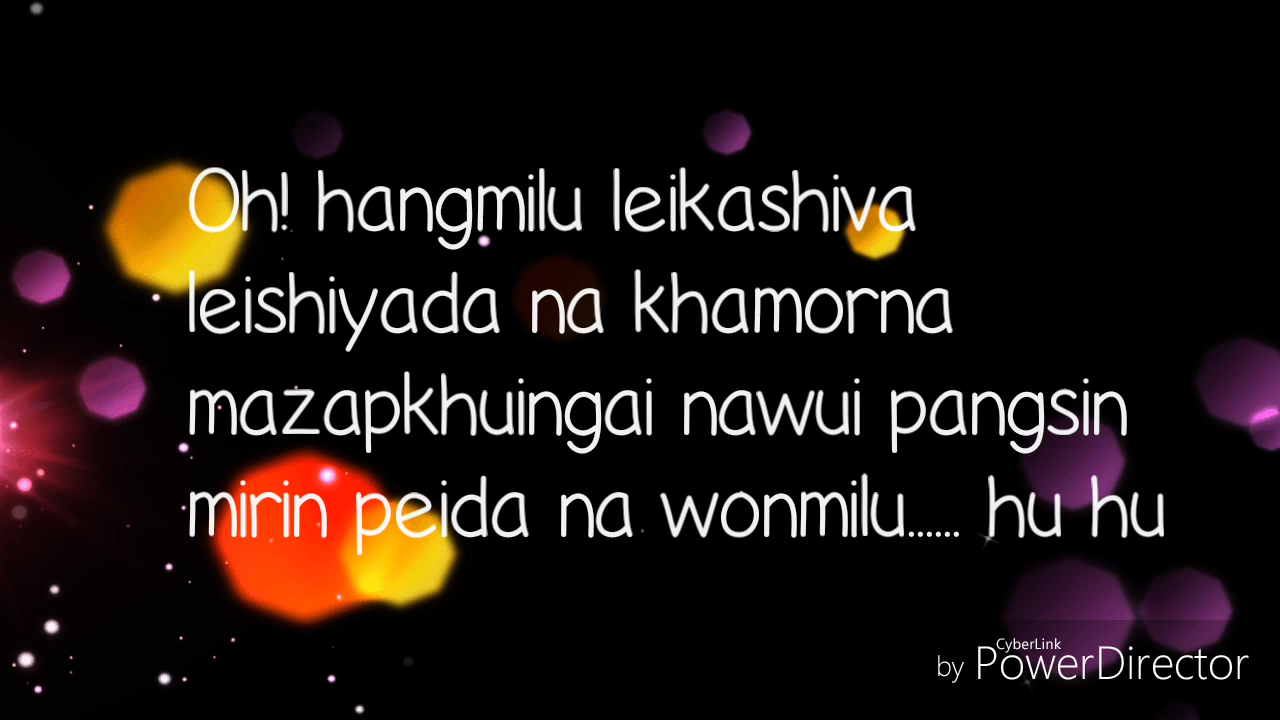 Oh! hangmilu leikashiva
leishiyada na khamorna
mazapkhuingai nawui pangsin
mirin peida na wonmilu...... hu hu
by CyberLink PowerDirector